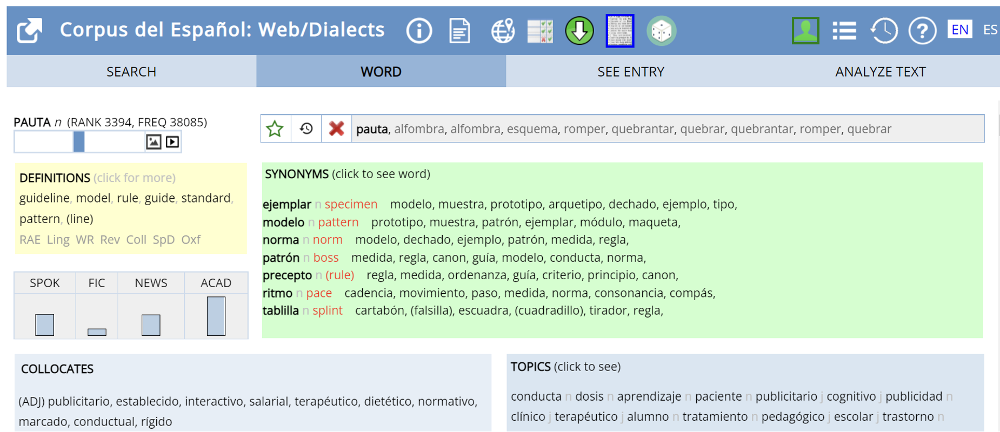 Corpus del Español: Web/Dialects EN ES
SEARCH WORD SEE ENTRY ANALYZE TEXT
PAUTA n (RANK 3394, FREQ 38085)
pauta, alfombra, alfombra, esquema, romper, quebrantar, quebrar, quebrantar, romper, quebrar
DEFINITIONS (click for more)
guideline, model, rule, guide, standard,
pattern, (line)
RAE Ling WR Rev Coll SpD Oxf
SYNONYMS (click to see word)
ejemplar n specimen modelo, muestra, prototipo, arquetipo, dechado, ejemplo, tipo,
modelo n pattern prototipo, muestra, patrón, ejemplar, módulo, maqueta,
norma n norm modelo, dechado, ejemplo, patrón, medida, regla,
patrón n boss medida, regla, canon, guía, modelo, conducta, norma,
precepto n (rule) regla, medida, ordenanza, guía, criterio, principio, canon,
ritmo n pace cadencia, movimiento, paso, medida, norma, consonancia, compás,
tablilla n splint cartabón, (falsilla), escuadra, (cuadradillo), tirador, regla,
SPOK FIC NEWS ACAD
COLLOCATES
(ADJ) publicitario, establecido, interactivo, salarial, terapéutico, dietético, normativo,
marcado, conductual, rígido
TOPICS (click to see)
conducta n dosis n aprendizaje n paciente n publicitario j cognitivo j publicidad n
clínico j terapéutico j alumno n tratamiento n pedagógico j escolar j trastorno n